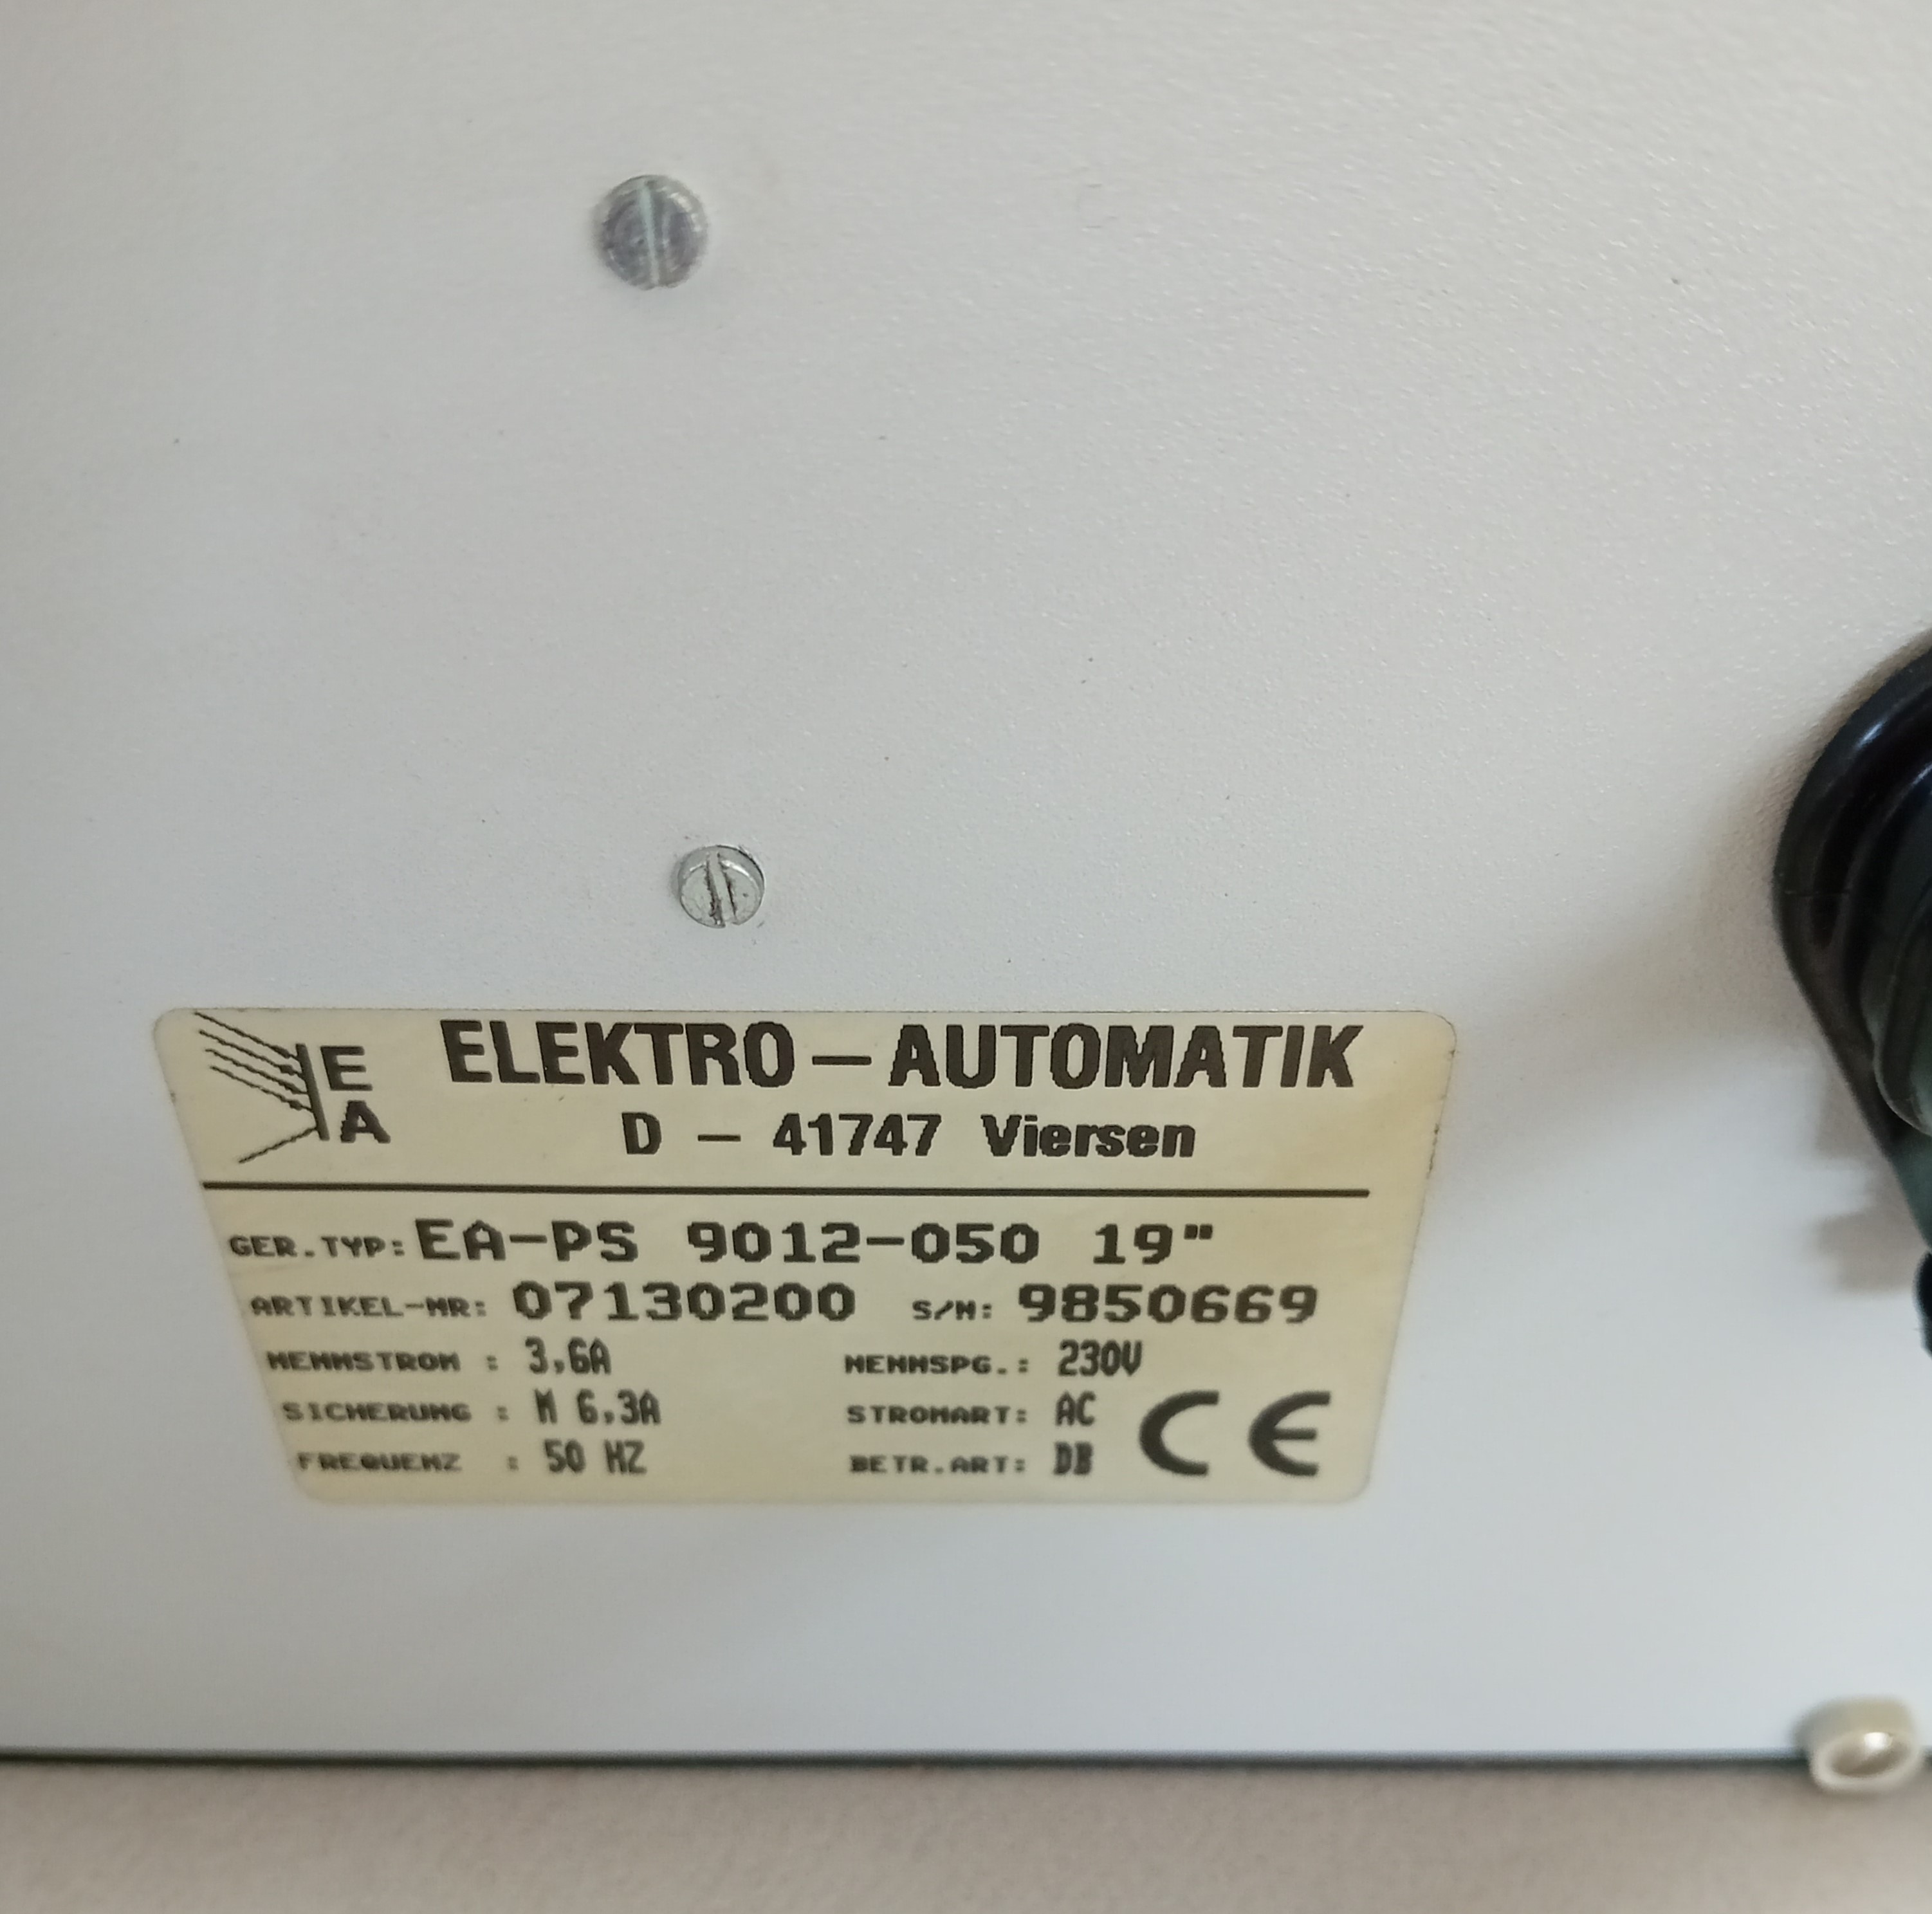 E
A
ELEKTRO – AUTOMATIK
D – 41747 Viersen
GER.TYP: EA-PS 9012-050 19"
ARTIKEL-NR: 07130200 S/N: 9850669
NENNSTROM : 3,6A NENNSPG.: 230V
SICHERUNG : M 6,3A STROMART: AC
FREQUENZ : 50 HZ BETR.ART: DB
CE